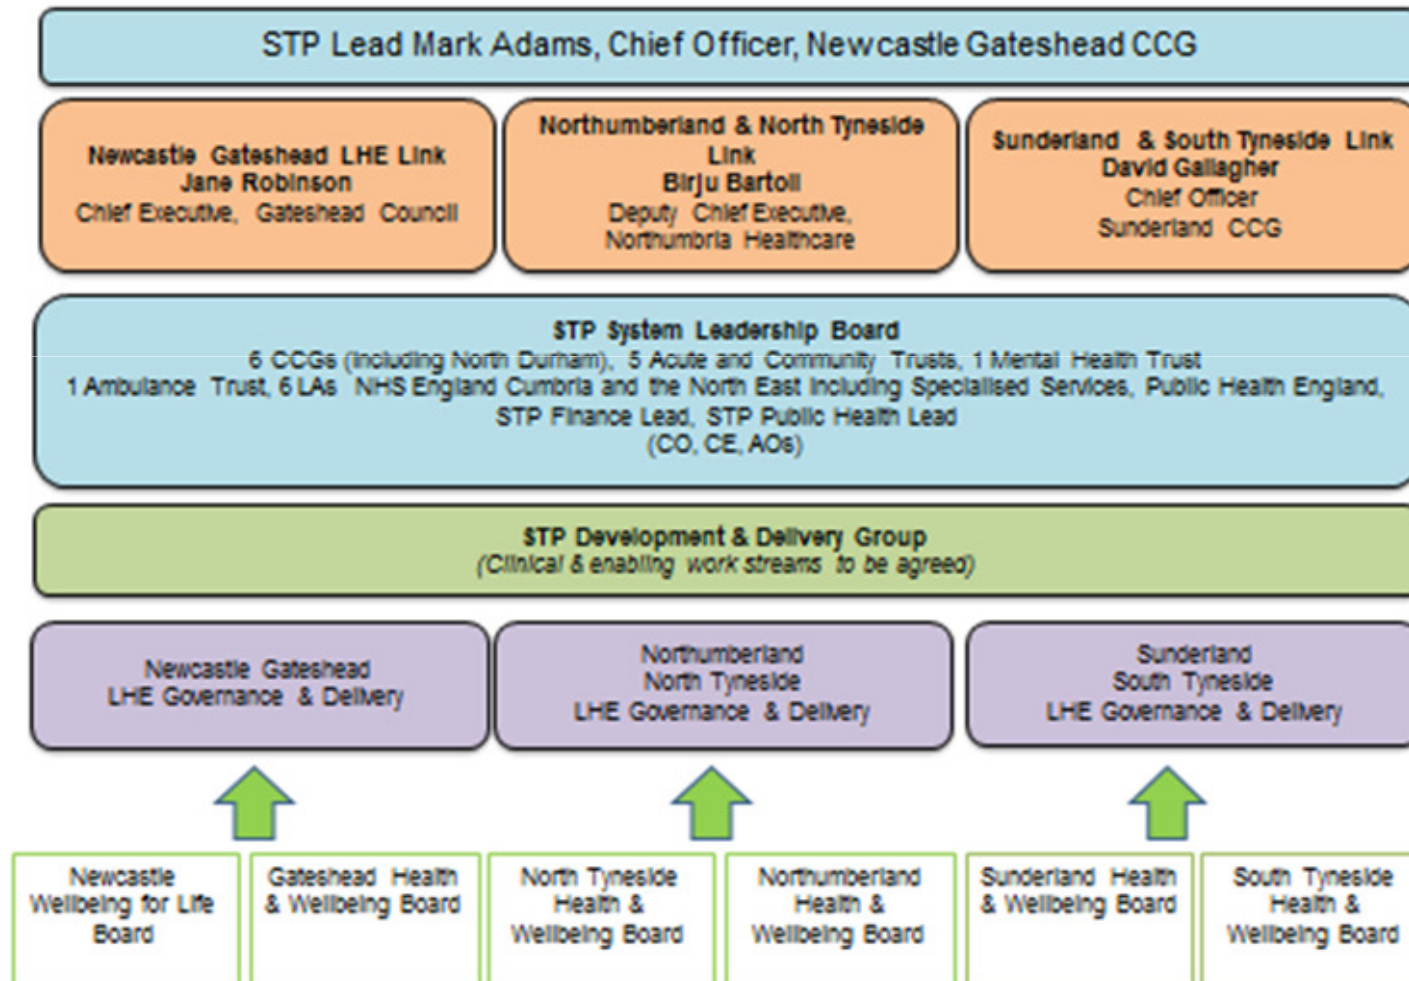 STP Lead Mark Adams, Chief Officer, Newcastle Gateshead CCG
Newcastle Gateshead LHE Link
Jane Robinson
Chief Executive, Gateshead Council
Northumberland & North Tyneside
Link
Birju Bartoli
Deputy Chief Executive,
Northumbria Healthcare
Sunderland & South Tyneside Link
David Gallagher
Chief Officer
Sunderland CCG
STP System Leadership Board
6 CCGs (including North Durham), 5 Acute and Community Trusts, 1 Mental Health Trust
1 Ambulance Trust, 6 LAs NHS England Cumbria and the North East including Specialised Services, Public Health England,
STP Finance Lead, STP Public Health Lead
(CO, CE, AOs)
STP Development & Delivery Group
(Clinical & enabling work streams to be agreed)
Newcastle Gateshead
LHE Governance & Delivery
Northumberland
North Tyneside
LHE Governance & Delivery
Sunderland
South Tyneside
LHE Governance & Delivery
Newcastle
Wellbeing for Life
Board
Gateshead Health
& Wellbeing Board
North Tyneside
Health &
Wellbeing Board
Northumberland
Health &
Wellbeing Board
Sunderland Health
& Wellbeing Board
South Tyneside
Health &
Wellbeing Board